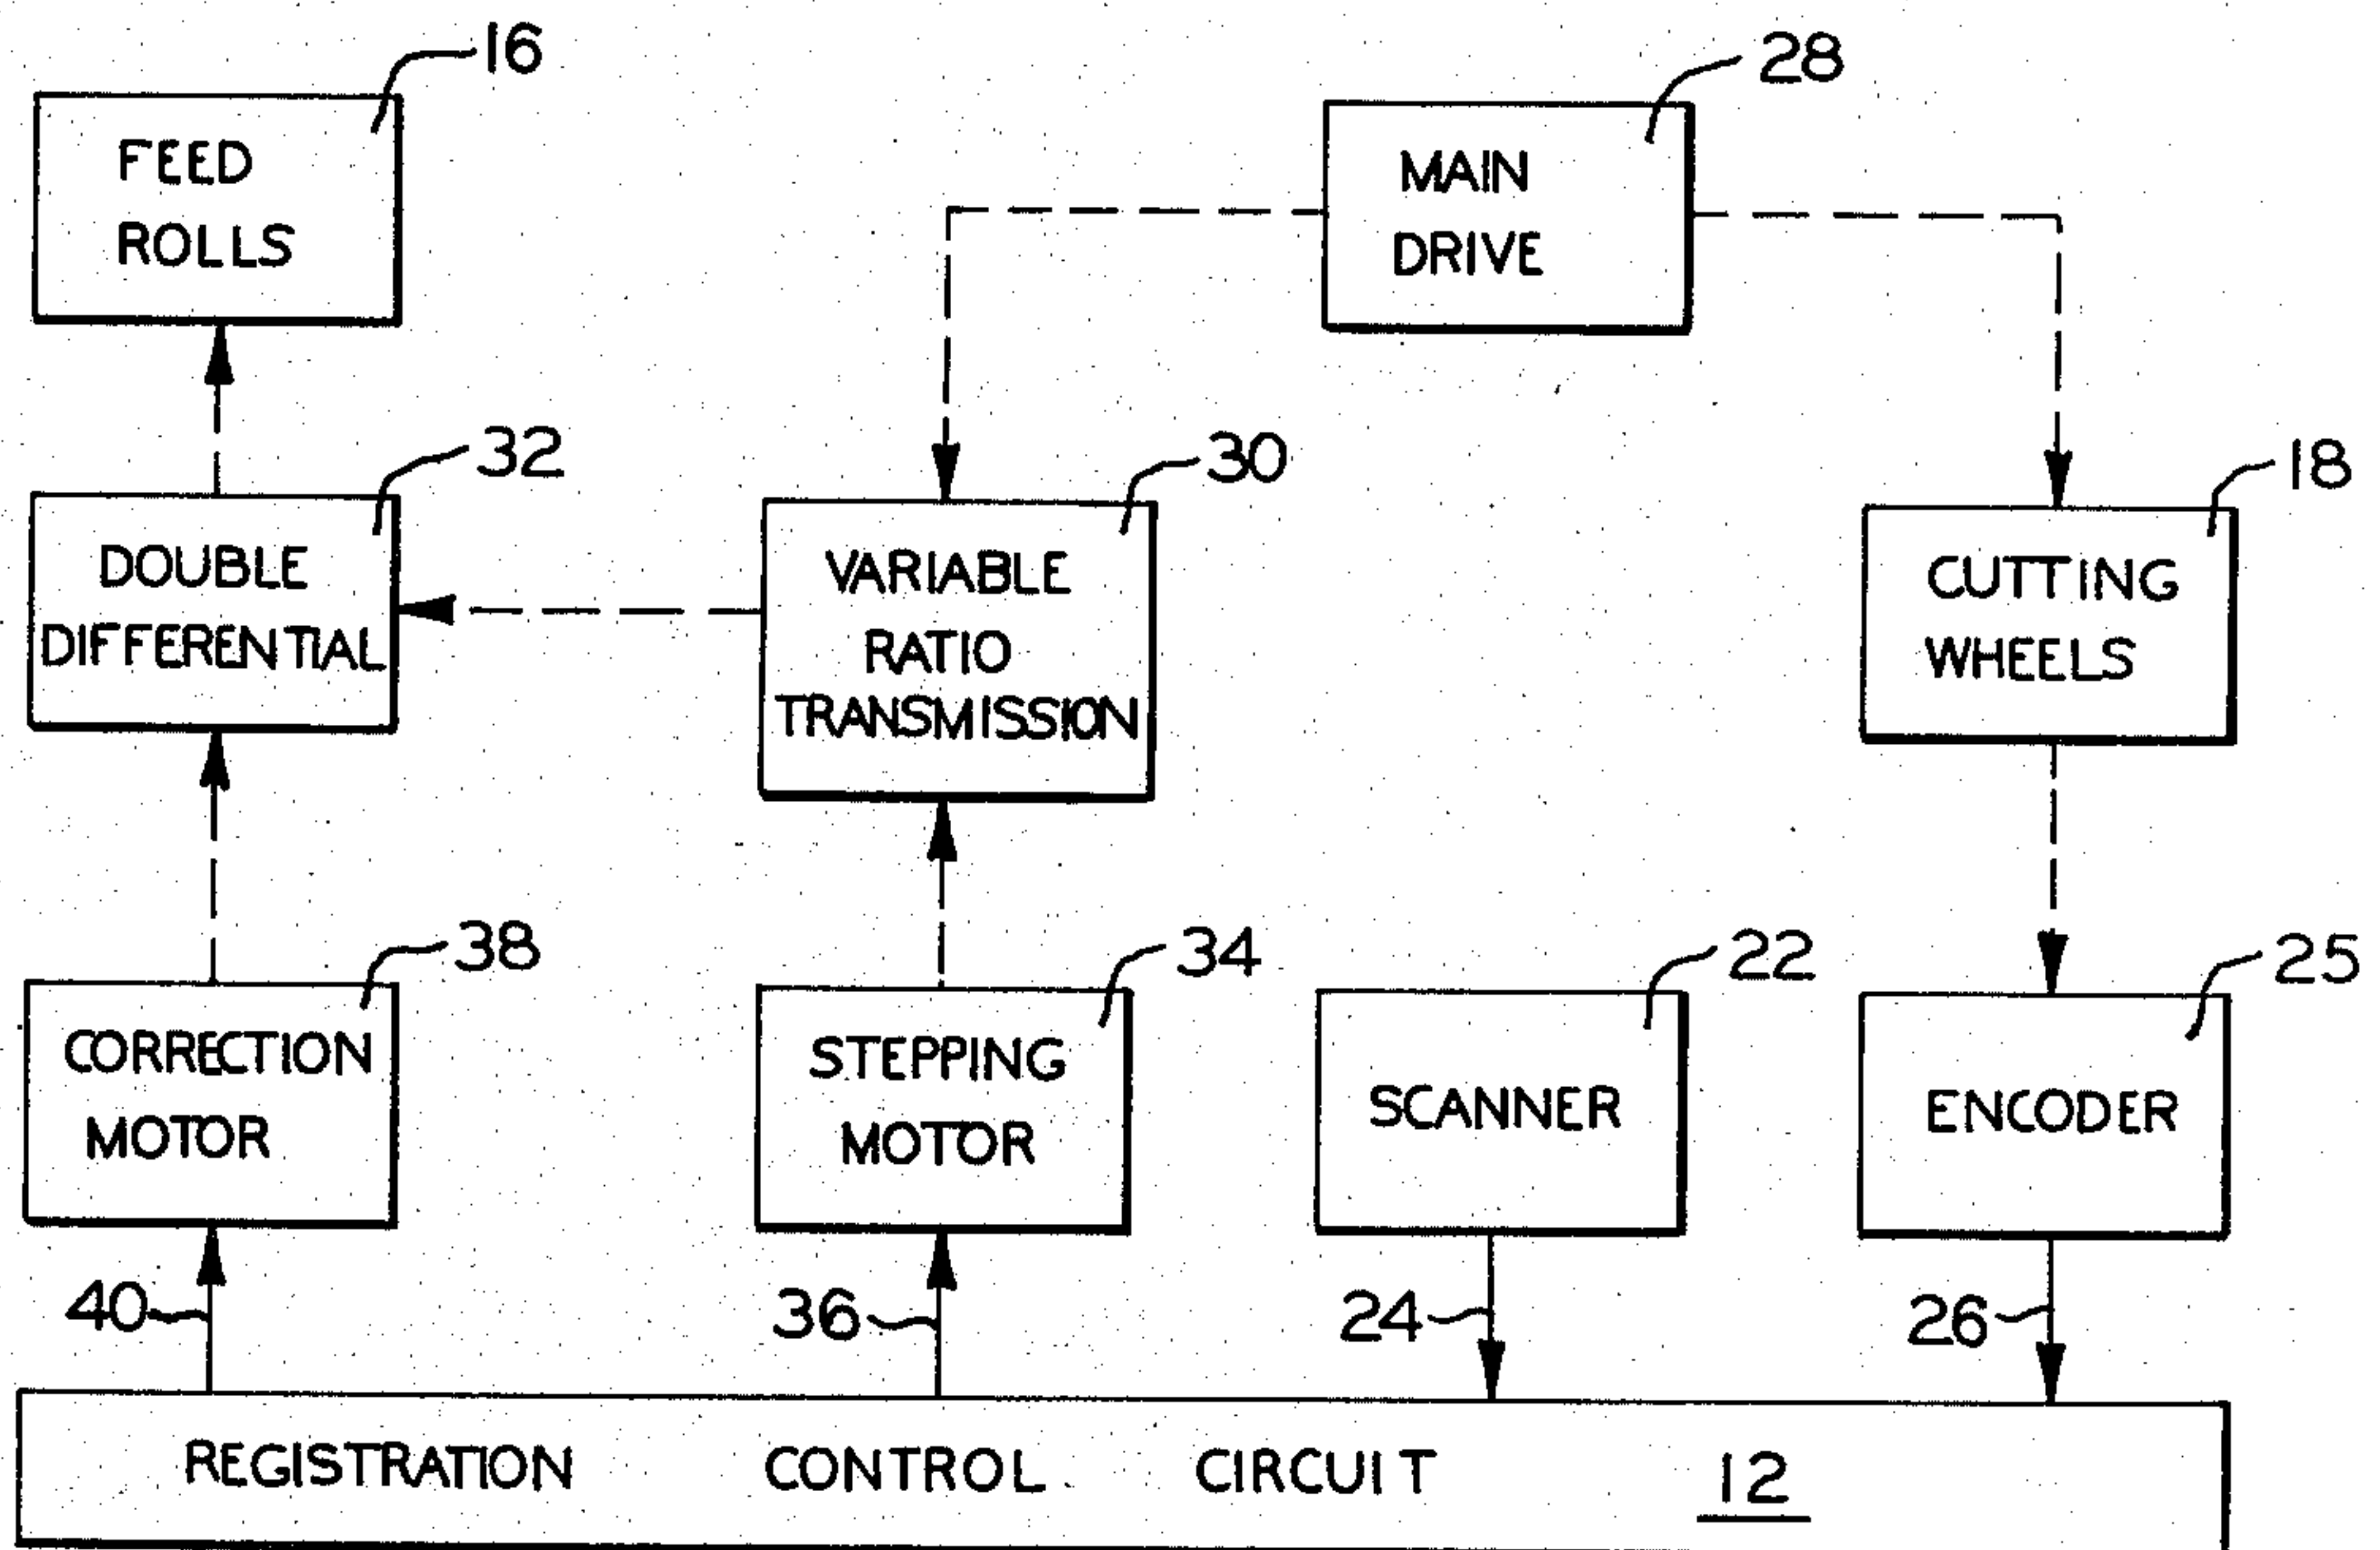 16
28
FEED
ROLLS
MAIN
DRIVE
32
30
18
DOUBLE
DIFFERENTIAL
VARIABLE
RATIO
TRANSMISSION
CUTTING
WHEELS
38
34
22
25
CORRECTION
MOTOR
STEPPING
MOTOR
SCANNER
ENCODER
40
36
24
26
REGISTRATION CONTROL CIRCUIT 12